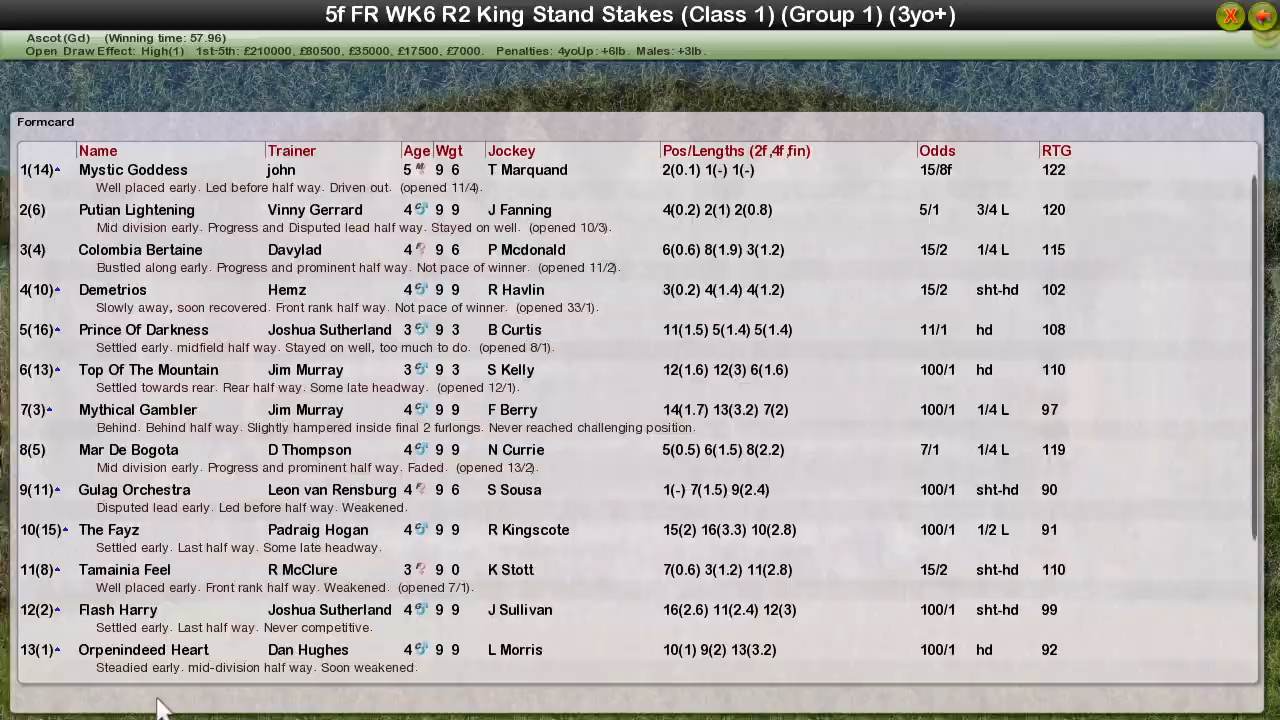 5f FR WK6 R2 King Stand Stakes (Class 1) (Group 1) (3yo+)
X
Ascot(Gd) (Winning time: 57.96)
Open Draw Effect: High(1) 1st-5th: £210000, £80500, £35000, £17500, £7000. Penalties: 4yoUp: +6lb. Males: +3lb.
Formcard
Name Trainer Age Wgt Jockey Pos/Lengths (2f,4f,fin) Odds RTG
1(14) Mystic Goddess john 5 9 6 T Marquand 2(0.1) 1(-) 1(-) 15/8f 122
Well placed early. Led before half way. Driven out. (opened 11/4).
2(6) Putian Lightening Vinny Gerrard 4 9 9 J Fanning 4(0.2) 2(1) 2(0.8) 5/1 3/4 L 120
Mid division early. Progress and Disputed lead half way. Stayed on well. (opened 10/3).
3(4) Colombia Bertaine Davylad 4 9 6 P Mcdonald 6(0.6) 8(1.9) 3(1.2) 15/2 1/4 L 115
Bustled along early. Progress and prominent half way. Not pace of winner. (opened 11/2).
4(10) Demetrios Hemz 4 9 9 R Havlin 3(0.2) 4(1.4) 4(1.2) 15/2 sht-hd 102
Slowly away, soon recovered. Front rank half way. Not pace of winner. (opened 33/1).
5(16) Prince Of Darkness Joshua Sutherland 3 9 3 B Curtis 11(1.5) 5(1.4) 5(1.4) 11/1 hd 108
Settled early. midfield half way. Stayed on well, too much to do. (opened 8/1).
6(13) Top Of The Mountain Jim Murray 3 9 3 S Kelly 12(1.6) 12(3) 6(1.6) 100/1 hd 110
Settled towards rear. Rear half way. Some late headway. (opened 12/1).
7(3) Mythical Gambler Jim Murray 4 9 9 F Berry 14(1.7) 13(3.2) 7(2) 100/1 1/4 L 97
Behind. Behind half way. Slightly hampered inside final 2 furlongs. Never reached challenging position.
8(5) Mar De Bogota D Thompson 4 9 9 N Currie 5(0.5) 6(1.5) 8(2.2) 7/1 1/4 L 119
Mid division early. Progress and prominent half way. Faded. (opened 13/2).
9(11) Gulag Orchestra Leon van Rensburg 4 9 6 S Sousa 1(-) 7(1.5) 9(2.4) 100/1 sht-hd 90
Disputed lead early. Led before half way. Weakened.
10(15) The Fayz Padraig Hogan 4 9 9 R Kingscote 15(2) 16(3.3) 10(2.8) 100/1 1/2 L 91
Settled early. Last half way. Some late headway.
11(8) Tamainia Feel R McClure 3 9 0 K Stott 7(0.6) 3(1.2) 11(2.8) 15/2 sht-hd 110
Well placed early. Front rank half way. Weakened. (opened 7/1).
12(2) Flash Harry Joshua Sutherland 4 9 9 J Sullivan 16(2.6) 11(2.4) 12(3) 100/1 sht-hd 99
Settled early. Last half way. Never competitive.
13(1) Orpenindeed Heart Dan Hughes 4 9 9 L Morris 10(1) 9(2) 13(3.2) 100/1 hd 92
Steadied early. mid-division half way. Soon weakened.